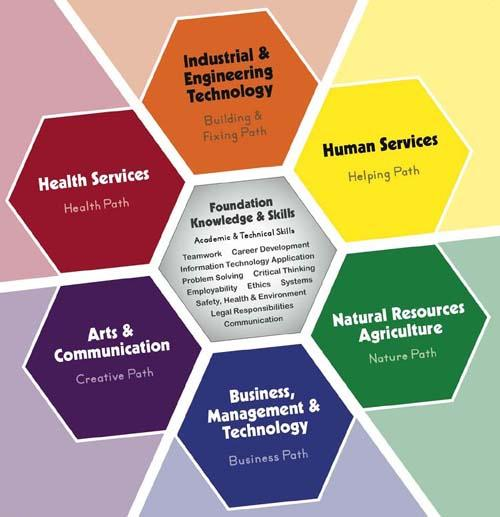 Industrial &
Engineering
Technology
Building &
Fixing Path
Human Services
Helping Path
Health Services
Health Path
Foundation
Knowledge & Skills
Academic & Technical Skills
Teamwork Career Development
Information Technology Application
Problem Solving Critical Thinking
Employability Ethics Systems
Safety, Health & Environment
Legal Responsibilities
Communication
Natural Resources
Agriculture
Nature Path
Arts &
Communication
Creative Path
Business,
Management &
Technology
Business Path